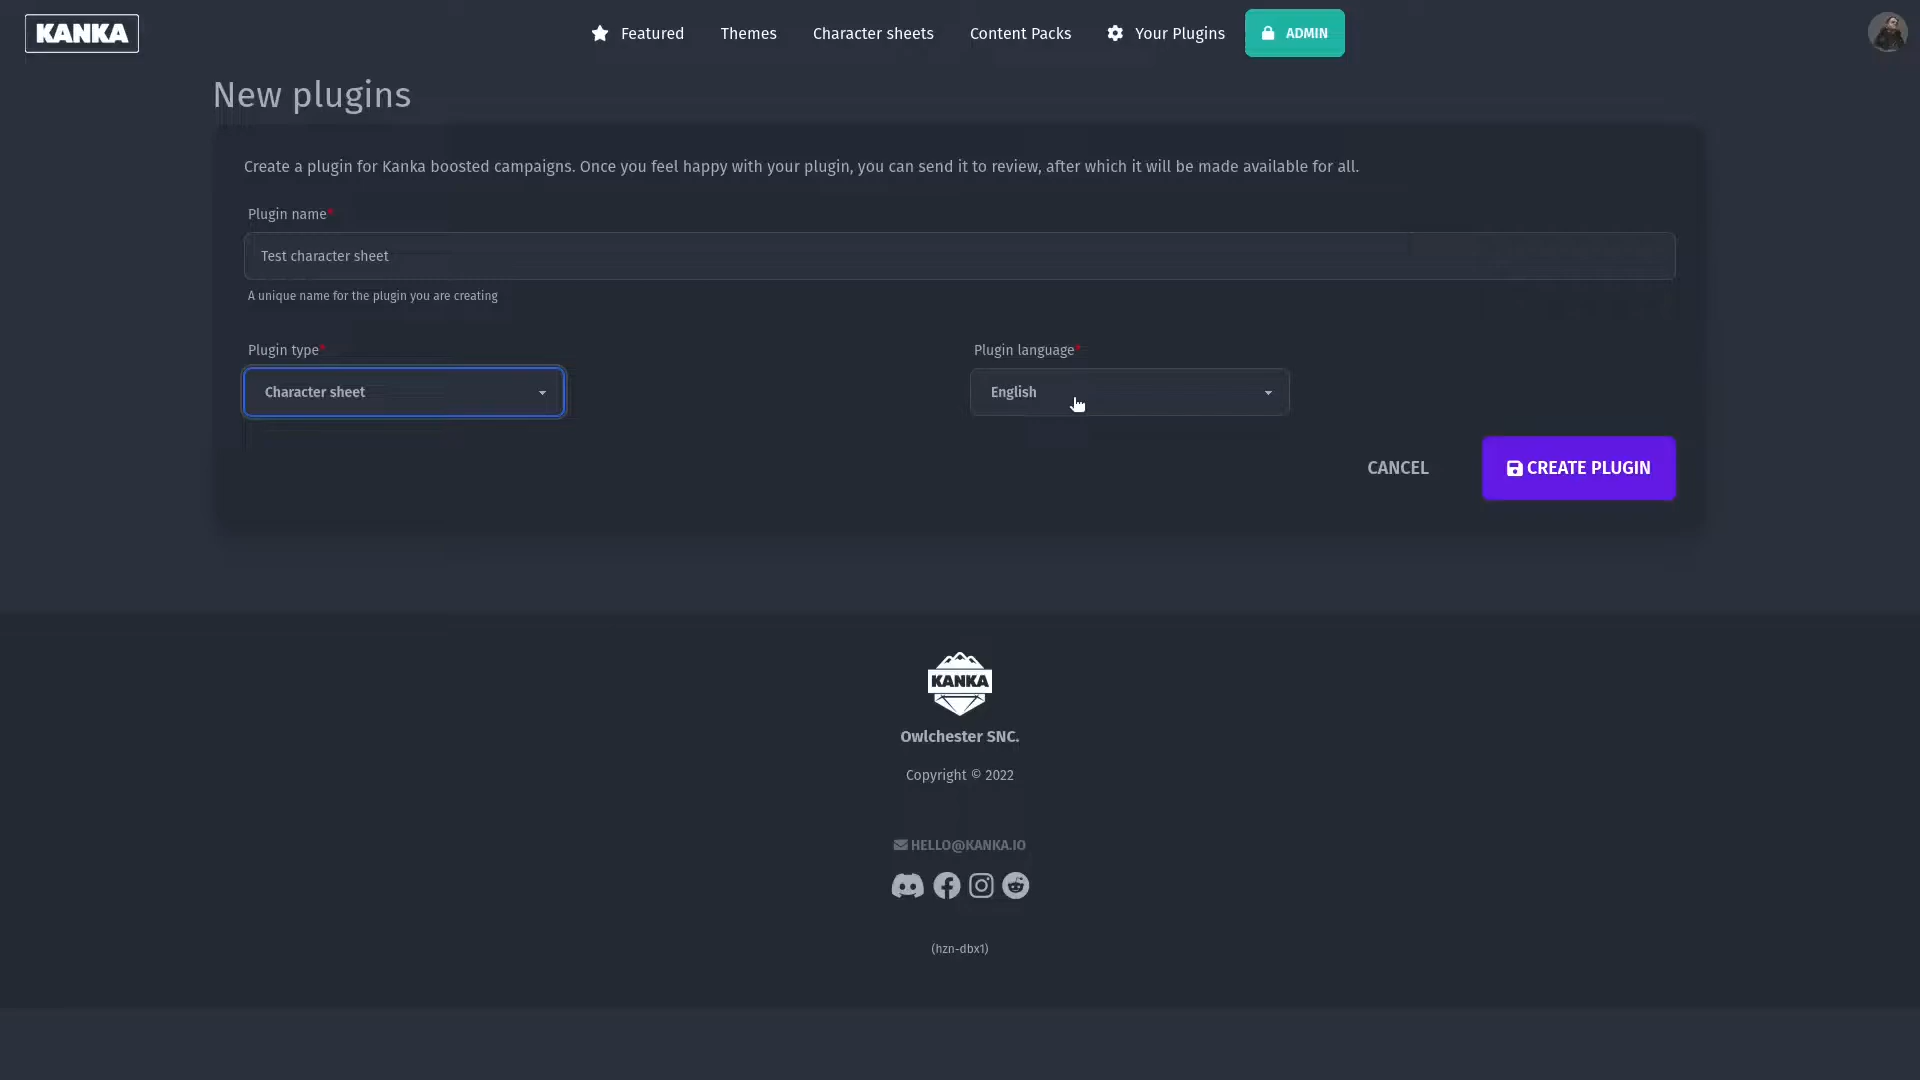 KANKA
Featured
Themes
Character sheets
Content Packs
Your Plugins
ADMIN
New plugins
Create a plugin for Kanka boosted campaigns. Once you feel happy with your plugin, you can send it to review, after which it will be made available for all.
Plugin name*
Test character sheet
A unique name for the plugin you are creating
Plugin type*
Plugin language*
Character sheet
English
CANCEL
CREATE PLUGIN
KANKA
Owlchester SNC.
Copyright © 2022
HELLO@KANKA.IO
(hzn-dbx1)